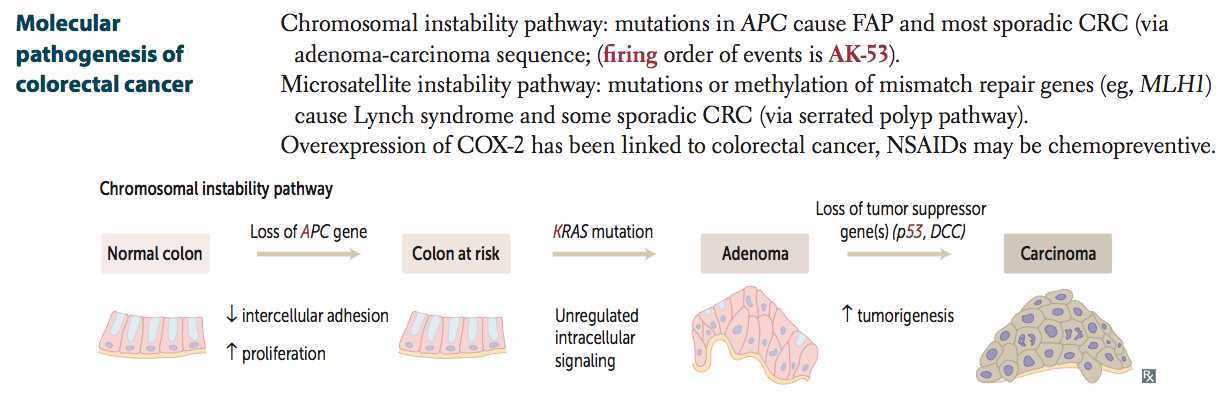 Molecular
pathogenesis of
colorectal cancer
Chromosomal instability pathway: mutations in APC cause FAP and most sporadic CRC (via
adenoma-carcinoma sequence; (firing order of events is AK-53).
Microsatellite instability pathway: mutations or methylation of mismatch repair genes (eg, MLH1)
cause Lynch syndrome and some sporadic CRC (via serrated polyp pathway).
Overexpression of COX-2 has been linked to colorectal cancer, NSAIDs may be chemopreventive.
Chromosomal instability pathway
Normal colon
Loss of APC gene
Colon at risk
KRAS mutation
Adenoma
Loss of tumor suppressor
gene(s) (p53, DCC)
Carcinoma
↓ intercellular adhesion
↑ proliferation
Unregulated
intracellular
signaling
↑ tumorigenesis
Rx